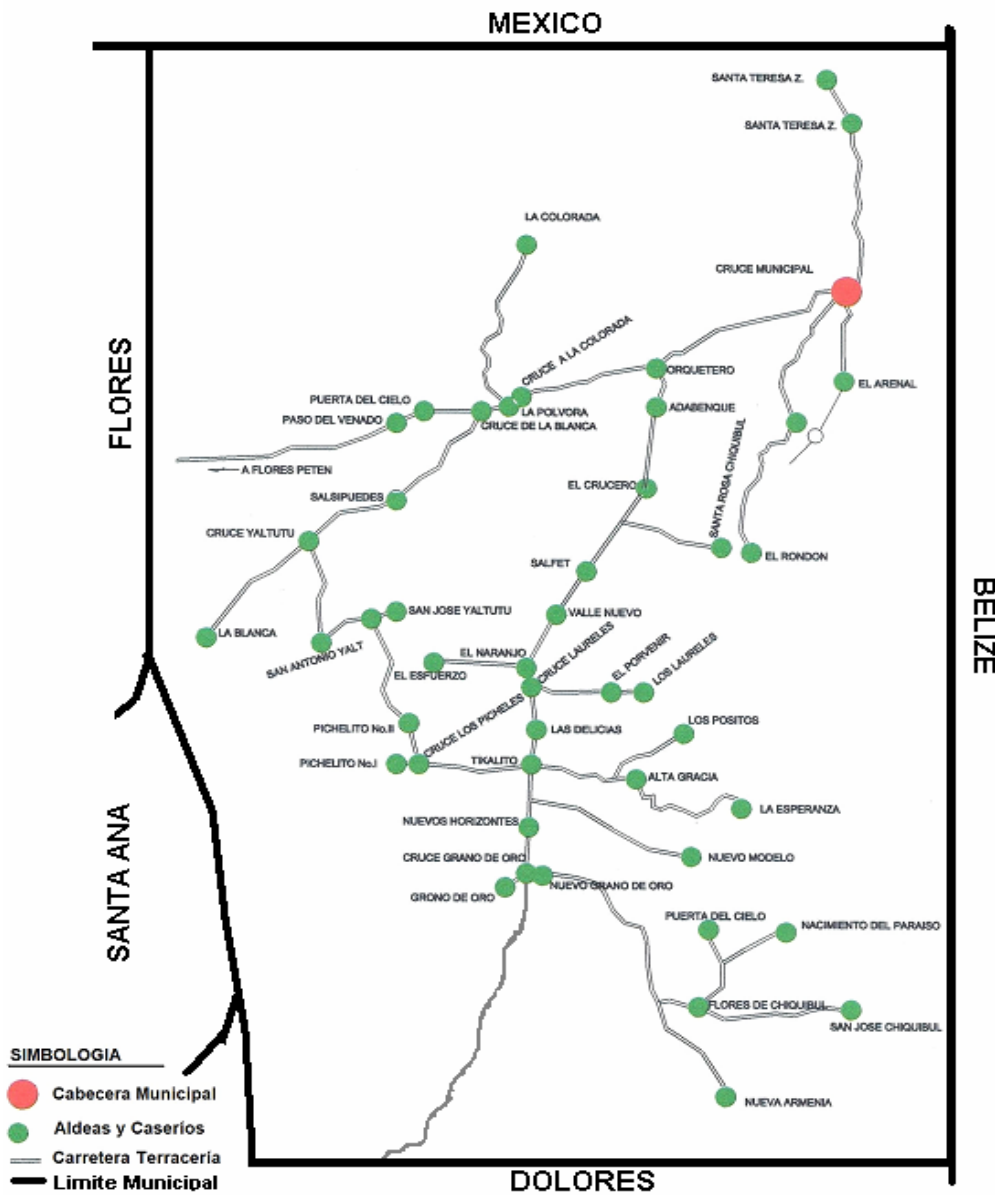 MEXICO
SANTA TERESA Z.
SANTA TERESA Z.
LA COLORADA
CRUCE MUNICIPAL
CRUCE A LA COLORADA
ORQUETERO
EL ARENAL
FLORES
PUERTA DEL CIELO
LA POLVORA
ADABENQUE
PASO DEL VENADO
CRUCE DE LA BLANCA
A FLORES PETEN
EL CRUCERO
SANTA ROSA CHIQUIBUL
SALSIPUEDES
CRUCE YALTUTU
EL RONDON
SALFET
BELIZE
SAN JOSE YALTUTU
VALLE NUEVO
LA BLANCA
SAN ANTONIO YALT
EL NARANJO
CRUCE LAURELES
EL PORVENIR
LOS LAURELES
EL ESFUERZO
CRUCE LOS PICHELES
PICHELITO No.II
LAS DELICIAS
LOS POSITOS
PICHELITO No.I
TIKALITO
ALTA GRACIA
LA ESPERANZA
NUEVOS HORIZONTES
SANTA ANA
CRUCE GRANO DE ORO
NUEVO MODELO
GRONO DE ORO
NUEVO GRANO DE ORO
PUERTA DEL CIELO
NACIMIENTO DEL PARAISO
FLORES DE CHIQUIBUL
SAN JOSE CHIQUIBUL
NUEVA ARMENIA
SIMBOLOGIA
Cabecera Municipal
Aldeas y Caseríos
Carretera Terracería
Limite Municipal
DOLORES